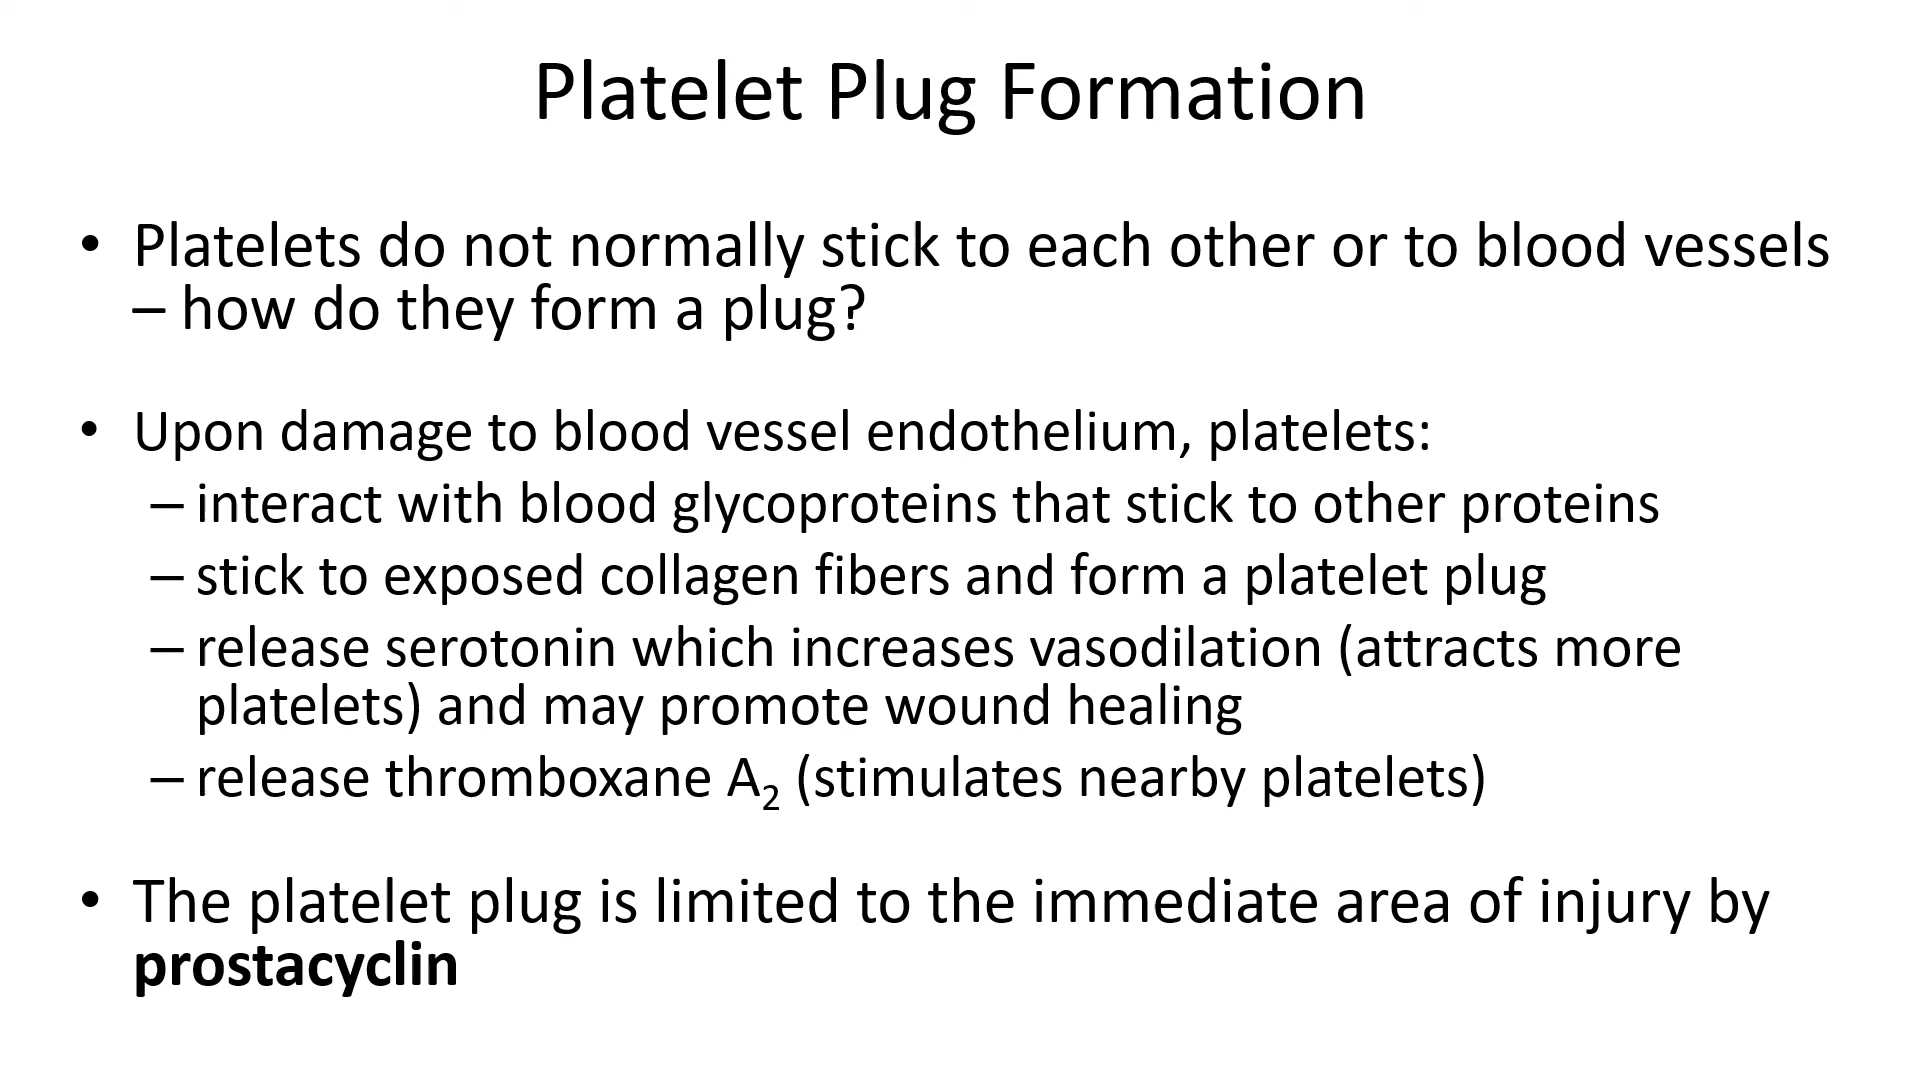 Platelet Plug Formation
• Platelets do not normally stick to each other or to blood vessels
– how do they form a plug?
• Upon damage to blood vessel endothelium, platelets:
– interact with blood glycoproteins that stick to other proteins
– stick to exposed collagen fibers and form a platelet plug
– release serotonin which increases vasodilation (attracts more
platelets) and may promote wound healing
– release thromboxane A₂ (stimulates nearby platelets)
• The platelet plug is limited to the immediate area of injury by
prostacyclin